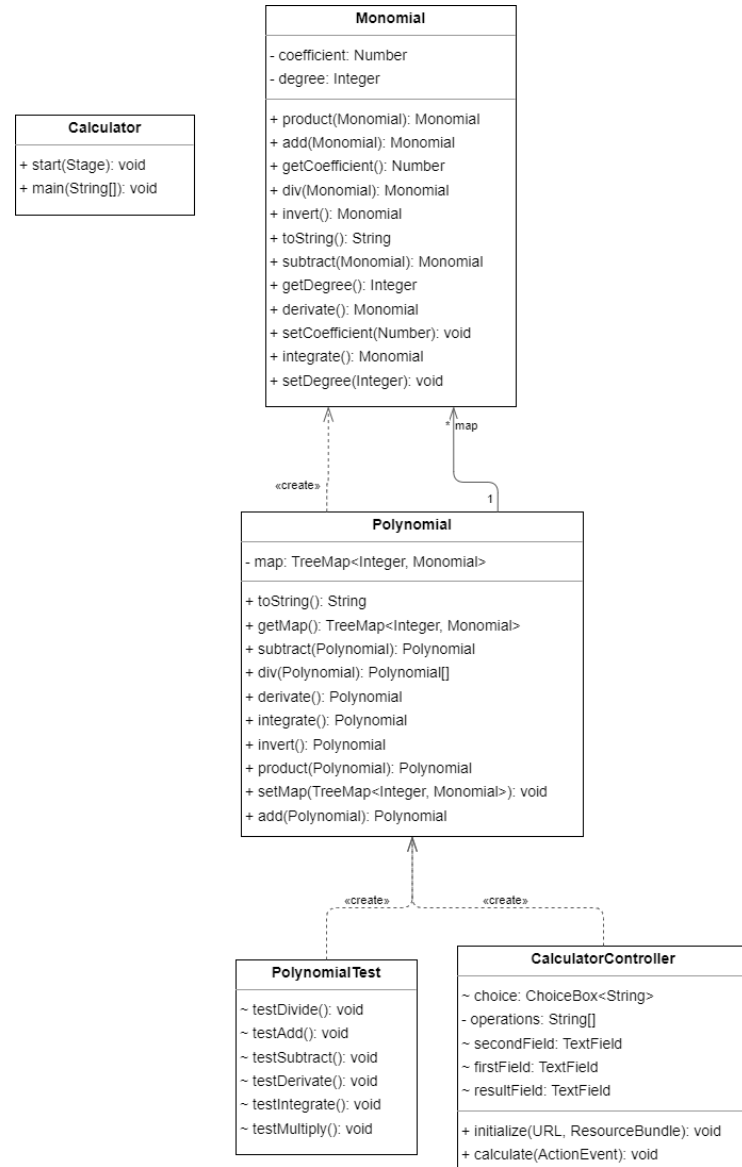 Monomial
- coefficient: Number
- degree: Integer
+ product(Monomial): Monomial
+ add(Monomial): Monomial
+ getCoefficient(): Number
+ div(Monomial): Monomial
+ invert(): Monomial
+ toString(): String
+ subtract(Monomial): Monomial
+ getDegree(): Integer
+ derivate(): Monomial
+ setCoefficient(Number): void
+ integrate(): Monomial
+ setDegree(Integer): void
Calculator
+ start(Stage): void
+ main(String[]): void
* map
«create»
1
Polynomial
- map: TreeMap<Integer, Monomial>
+ toString(): String
+ getMap(): TreeMap<Integer, Monomial>
+ subtract(Polynomial): Polynomial
+ div(Polynomial): Polynomial[]
+ derivate(): Polynomial
+ integrate(): Polynomial
+ invert(): Polynomial
+ product(Polynomial): Polynomial
+ setMap(TreeMap<Integer, Monomial>): void
+ add(Polynomial): Polynomial
«create»
«create»
PolynomialTest
~ testDivide(): void
~ testAdd(): void
~ testSubtract(): void
~ testDerivate(): void
~ testIntegrate(): void
~ testMultiply(): void
CalculatorController
~ choice: ChoiceBox<String>
- operations: String[]
~ secondField: TextField
~ firstField: TextField
~ resultField: TextField
+ initialize(URL, ResourceBundle): void
+ calculate(ActionEvent): void